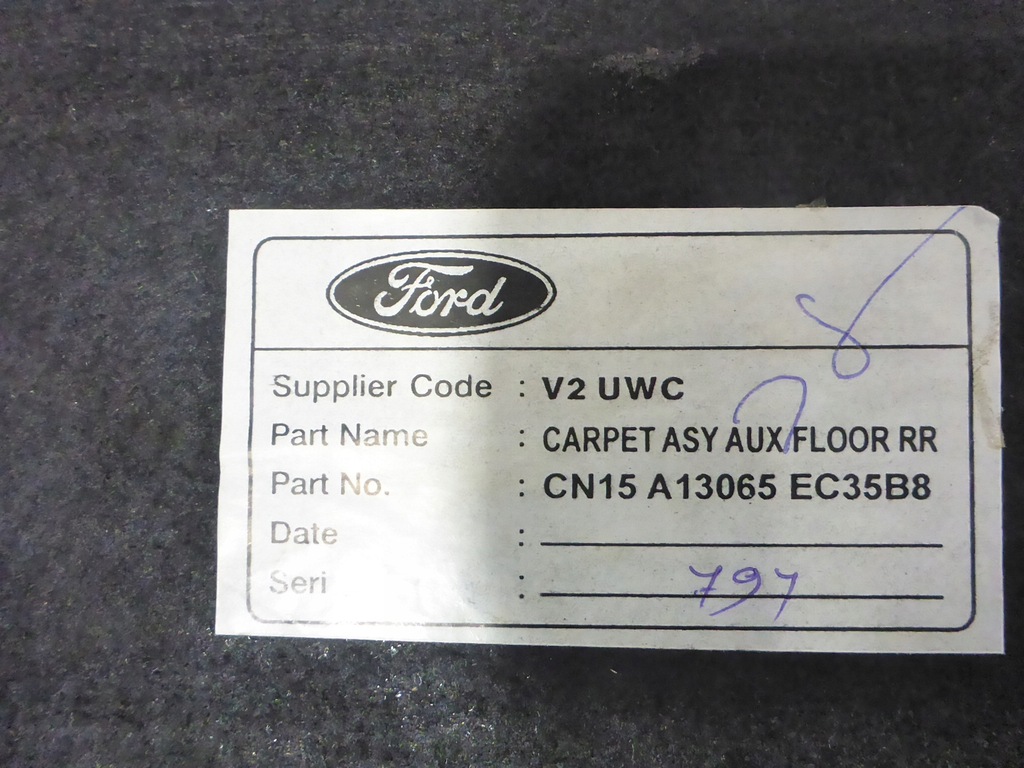 Ford
Supplier Code : V2 UWC
Part Name : CARPET ASY AUX FLOOR RR
Part No. : CN15 A13065 EC35B8
Date :
Seri : 797